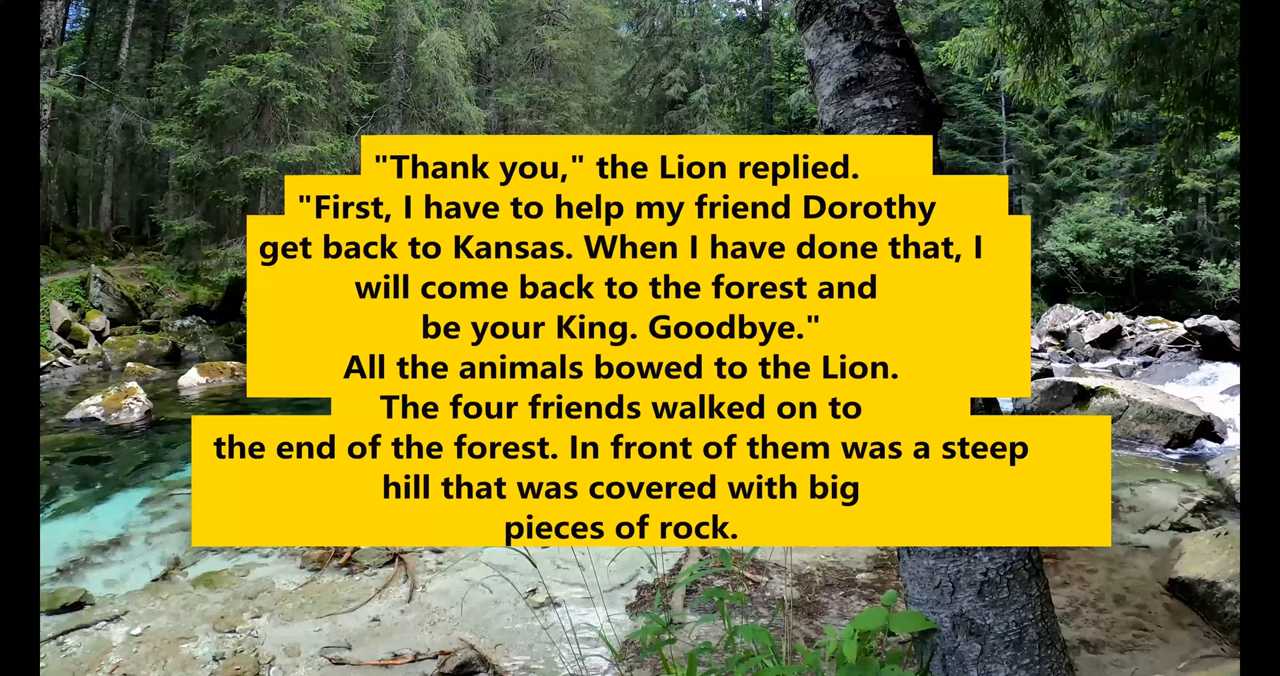 "Thank you," the Lion replied.
"First, I have to help my friend Dorothy
get back to Kansas. When I have done that, I
will come back to the forest and
be your King. Goodbye."
All the animals bowed to the Lion.
The four friends walked on to
the end of the forest. In front of them was a steep
hill that was covered with big
pieces of rock.